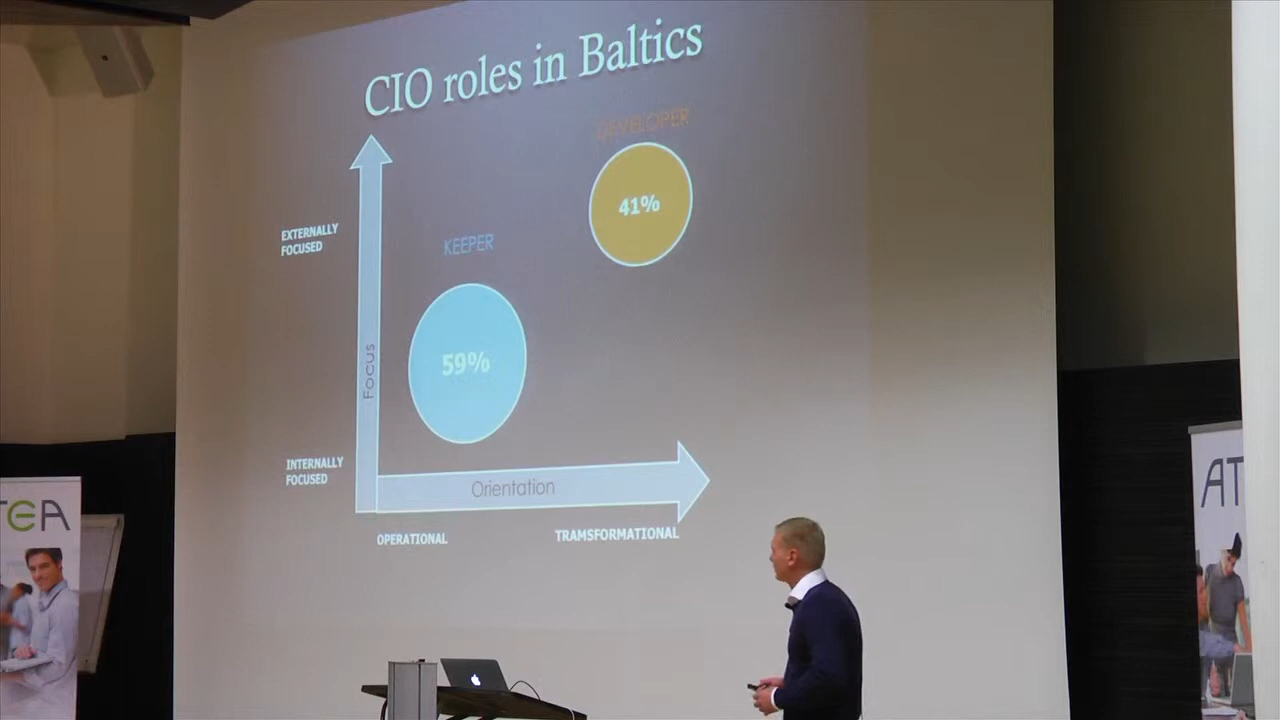 CIO roles in Baltics
DEVELOPER
41%
EXTERNALLY
FOCUSED
KEEPER
59%
Focus
INTERNALLY
FOCUSED
Orientation
OPERATIONAL
TRAMSFORMATIONAL
TEA
AT